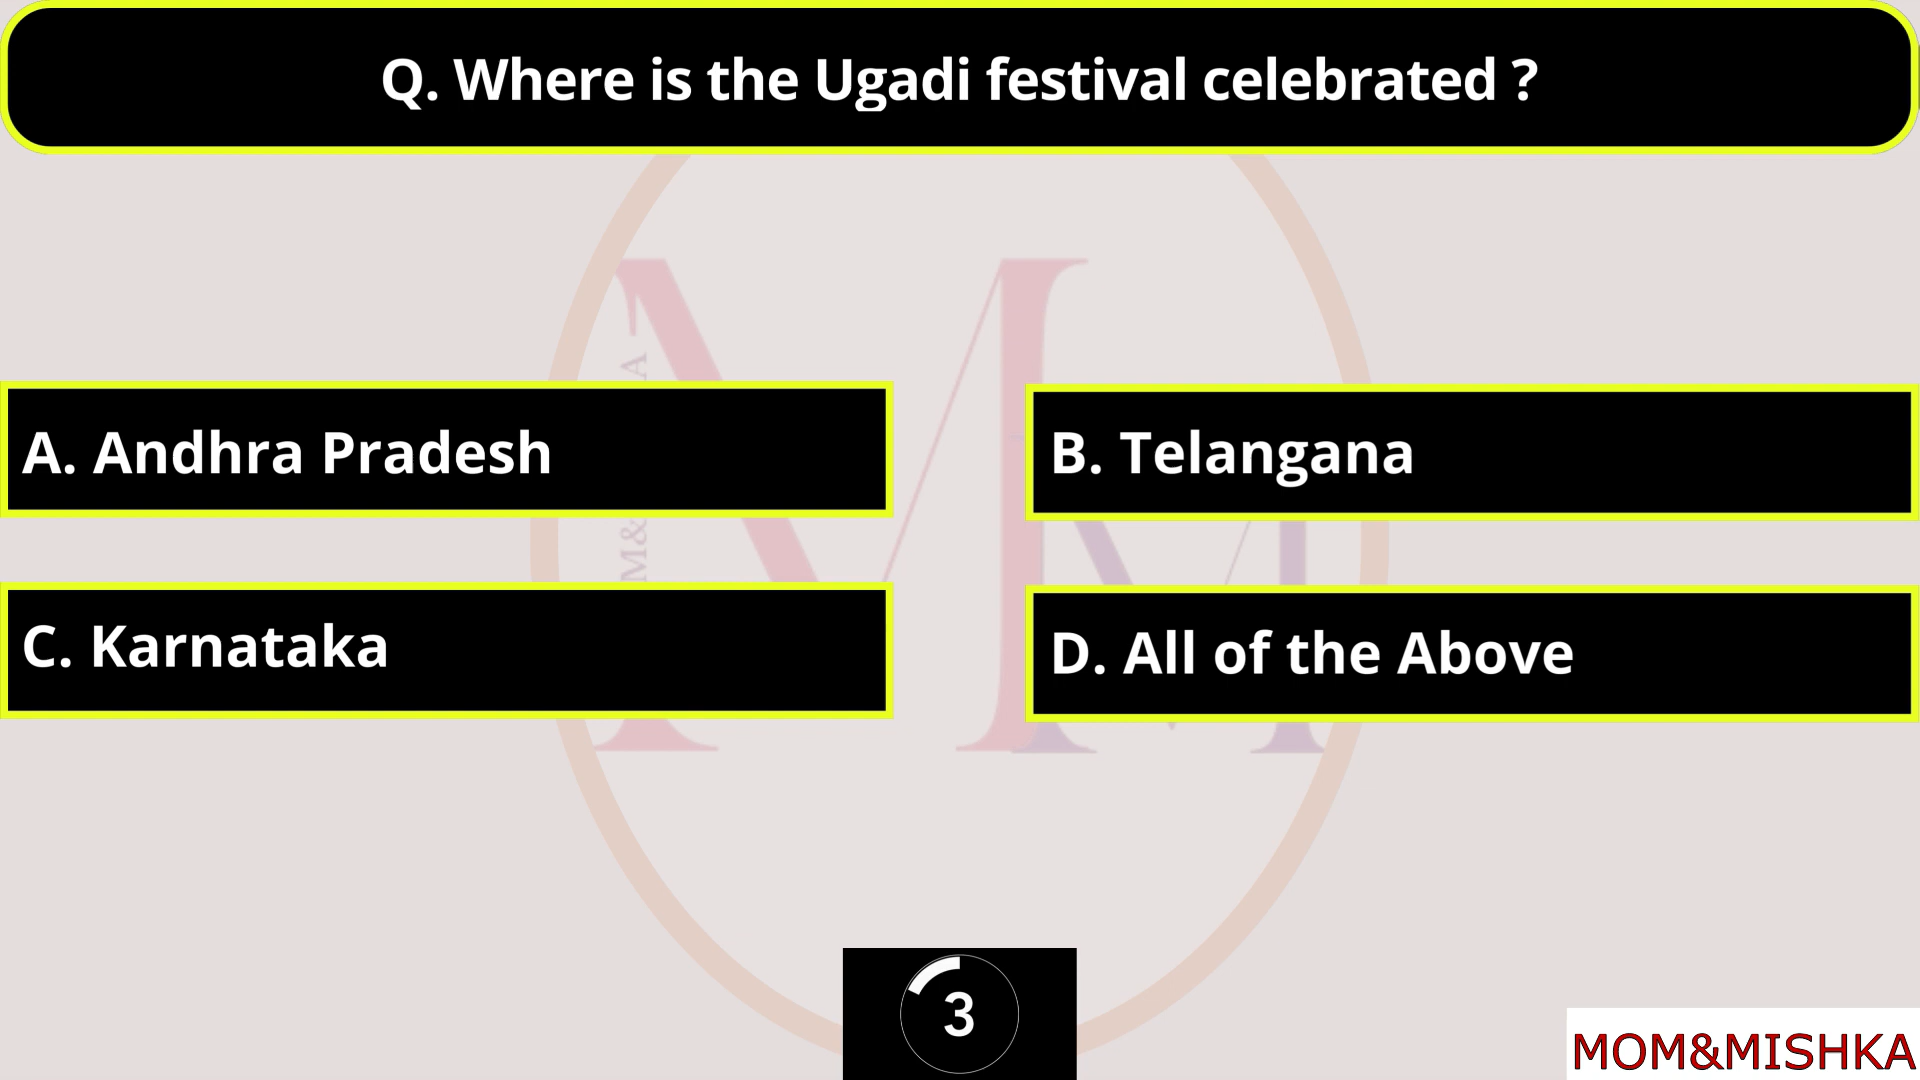 Q. Where is the Ugadi festival celebrated ?
A. Andhra Pradesh
B. Telangana
C. Karnataka
D. All of the Above
3
MOM&MISHKA